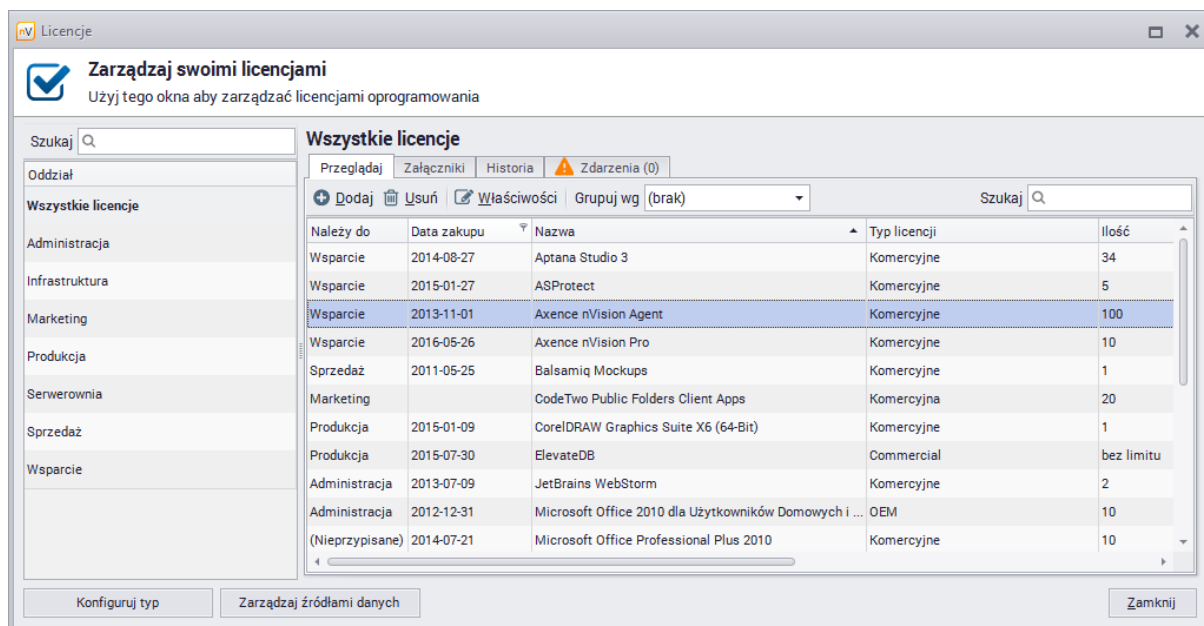 nV Licencje
Zarządzaj swoimi licencjami
Użyj tego okna aby zarządzać licencjami oprogramowania
Szukaj
Oddział
Wszystkie licencje
Administracja
Infrastruktura
Marketing
Produkcja
Serwerownia
Sprzedaż
Wsparcie
Wszystkie licencje
Przeglądaj Załączniki Historia Zdarzenia (0)
Dodaj Usuń Właściwości Grupuj wg (brak) Szukaj
Należy do Data zakupu Nazwa Typ licencji Ilość
Wsparcie 2014-08-27 Aptana Studio 3 Komercyjne 34
Wsparcie 2015-01-27 ASProtect Komercyjne 5
Wsparcie 2013-11-01 Axence nVision Agent Komercyjne 100
Wsparcie 2016-05-26 Axence nVision Pro Komercyjne 10
Sprzedaż 2011-05-25 Balsamiq Mockups Komercyjne 1
Marketing CodeTwo Public Folders Client Apps Komercyjna 20
Produkcja 2015-01-09 CorelDRAW Graphics Suite X6 (64-Bit) Komercyjne 1
Produkcja 2015-07-30 ElevateDB Commercial bez limitu
Administracja 2013-07-09 JetBrains WebStorm Komercyjne 2
Administracja 2012-12-31 Microsoft Office 2010 dla Użytkowników Domowych i ... OEM 10
(Nieprzypisane) 2014-07-21 Microsoft Office Professional Plus 2010 Komercyjne 10
Konfiguruj typ Zarządzaj źródłami danych Zamknij